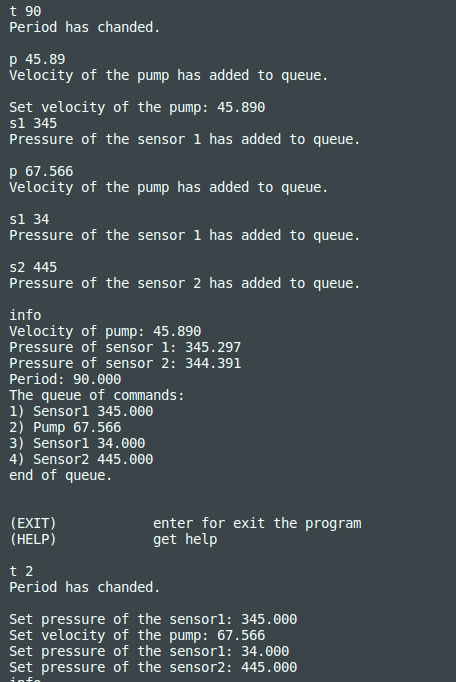 t 90
Period has chanded.
p 45.89
Velocity of the pump has added to queue.
Set velocity of the pump: 45.890
s1 345
Pressure of the sensor 1 has added to queue.
p 67.566
Velocity of the pump has added to queue.
s1 34
Pressure of the sensor 1 has added to queue.
s2 445
Pressure of the sensor 2 has added to queue.
info
Velocity of pump: 45.890
Pressure of sensor 1: 345.297
Pressure of sensor 2: 344.391
Period: 90.000
The queue of commands:
1) Sensor1 345.000
2) Pump 67.566
3) Sensor1 34.000
4) Sensor2 445.000
end of queue.
(EXIT) enter for exit the program
(HELP) get help
t 2
Period has chanded.
Set pressure of the sensor1: 345.000
Set velocity of the pump: 67.566
Set pressure of the sensor1: 34.000
Set pressure of the sensor2: 445.000
info